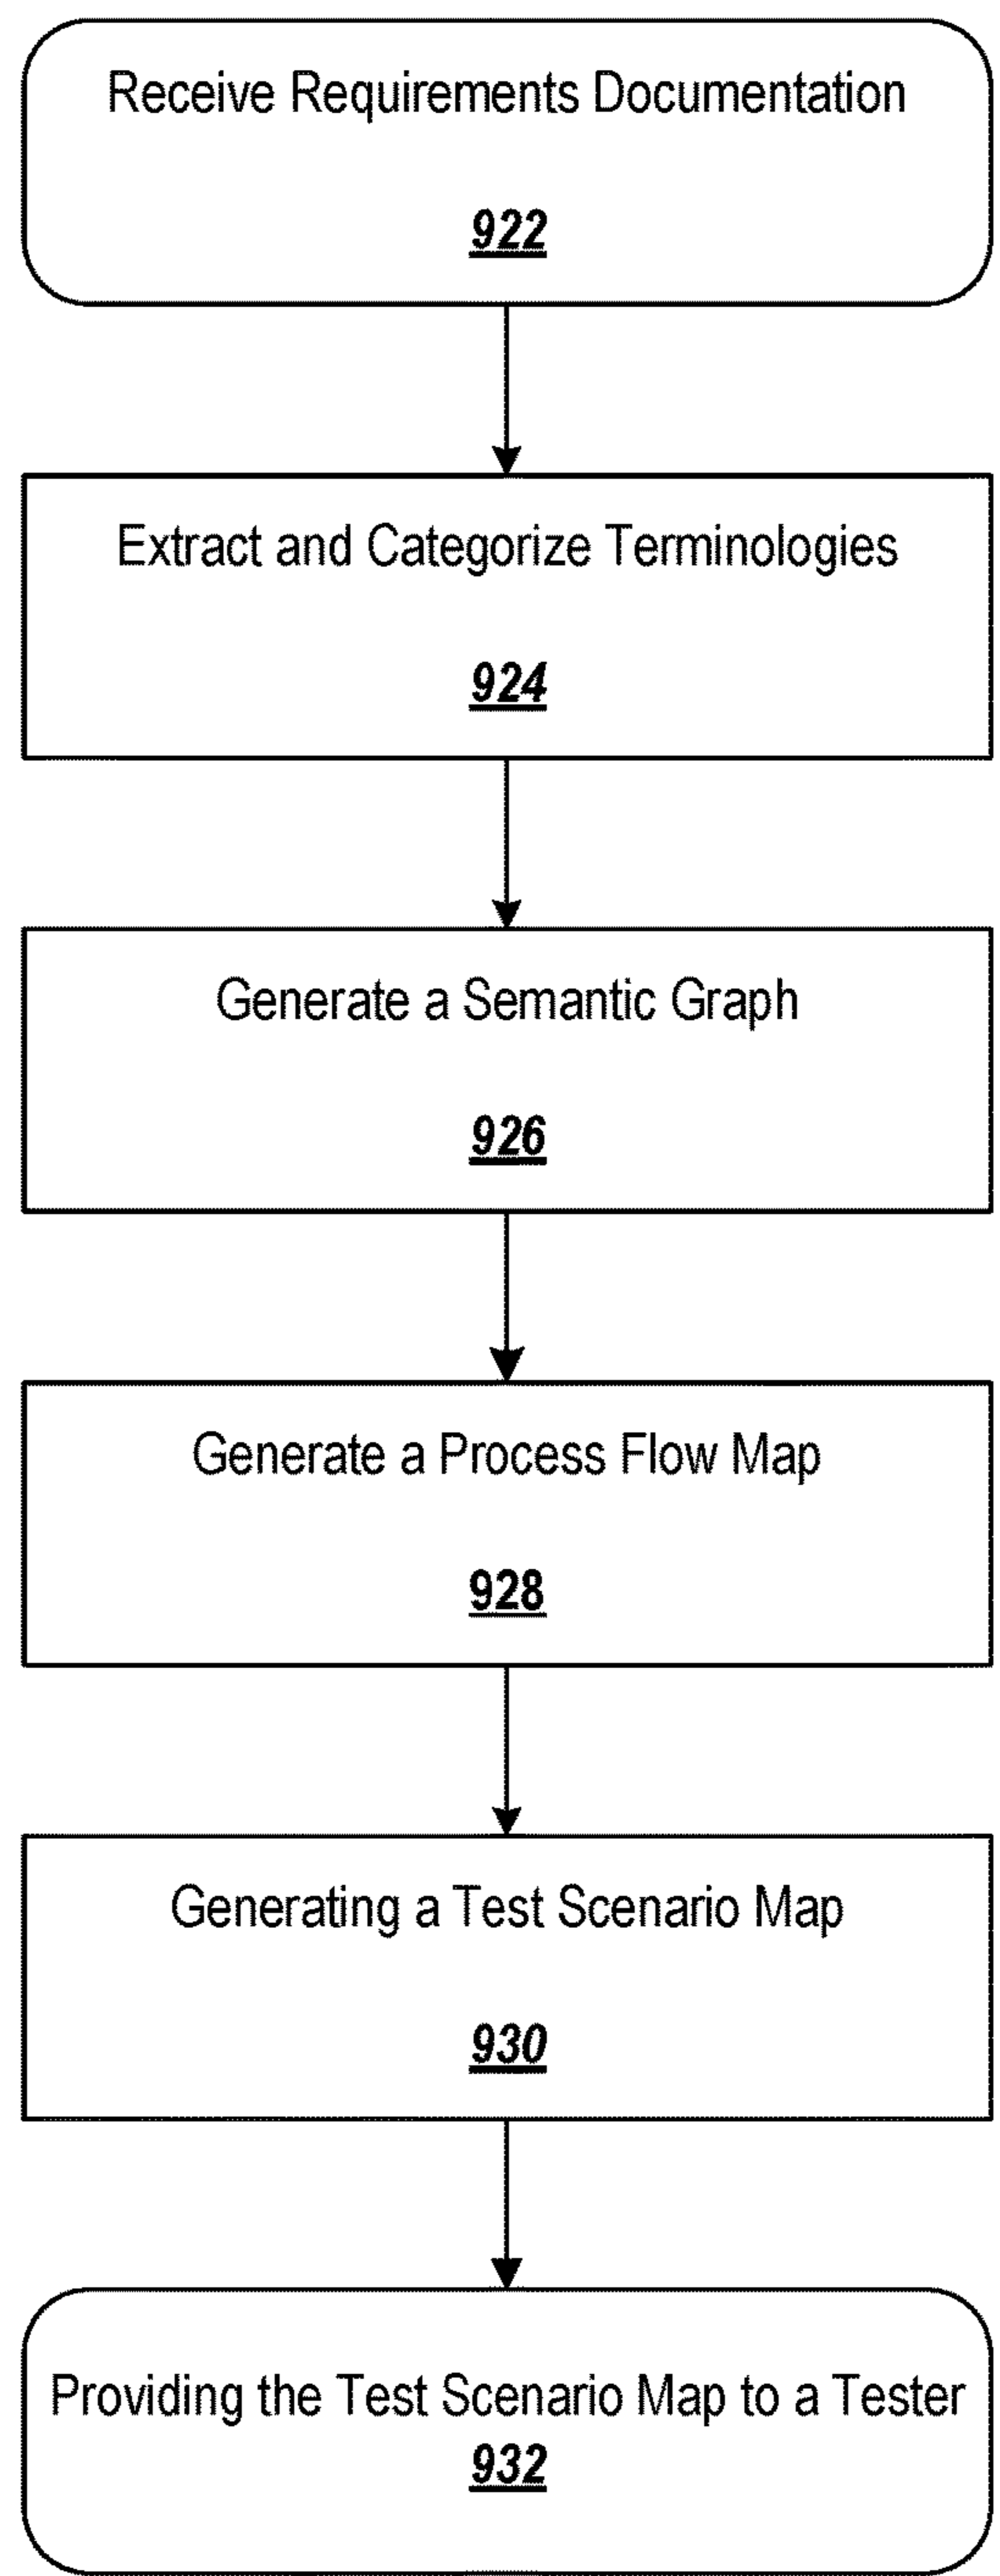 Receive Requirements Documentation
922
Extract and Categorize Terminologies
924
Generate a Semantic Graph
926
Generate a Process Flow Map
928
Generating a Test Scenario Map
930
Providing the Test Scenario Map to a Tester
932